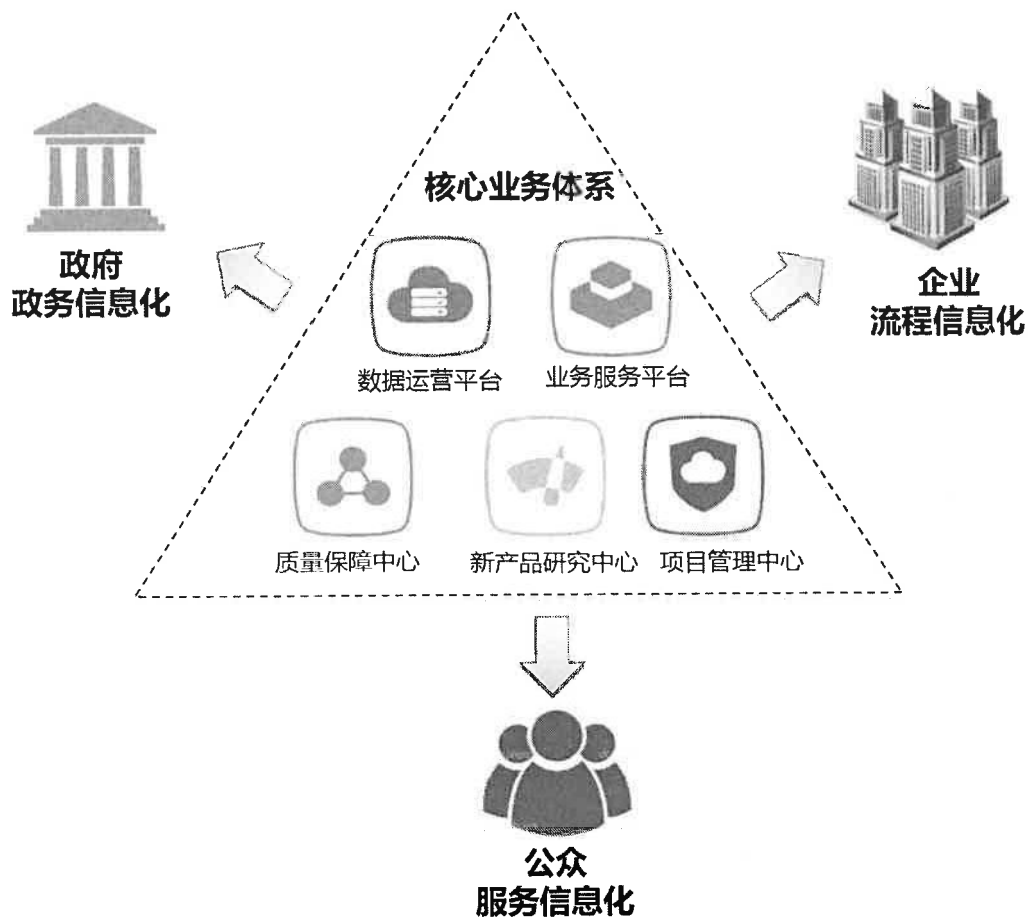 核心业务体系
政府
政务信息化
企业
流程信息化
数据运营平台
业务服务平台
质量保障中心
新产品研究中心
项目管理中心
公众
服务信息化